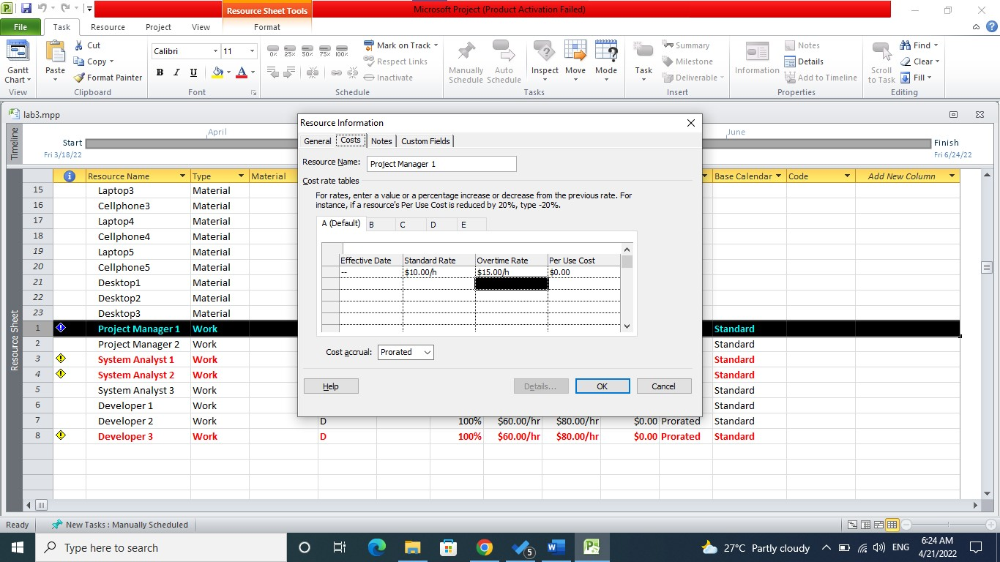 Resource Sheet Tools
Microsoft Project (Product Activation Failed)
File Task Resource Project View Format
Gantt Chart
View
Paste
Cut
Copy
Format Painter
Clipboard
Calibri 11
B I U A
Font
0% 25% 50% 75% 100%
Mark on Track
Respect Links
Inactivate
Schedule
Manually Schedule
Auto Schedule
Inspect
Move
Mode
Tasks
Task
Summary
Milestone
Deliverable
Insert
Information
Notes
Details
Add to Timeline
Properties
Scroll to Task
Find
Clear
Fill
Editing
lab3.mpp
Timeline
Start
Fri 3/18/22
April
June
Finish
Fri 6/24/22
Resource Sheet
Resource Name Type Material Base Calendar Code Add New Column
15 Laptop3 Material
16 Cellphone3 Material
17 Laptop4 Material
18 Cellphone4 Material
19 Laptop5 Material
20 Cellphone5 Material
21 Desktop1 Material
22 Desktop2 Material
23 Desktop3 Material
1 Project Manager 1 Work Standard
2 Project Manager 2 Work Standard
3 System Analyst 1 Work Standard
4 System Analyst 2 Work Standard
5 System Analyst 3 Work Standard
6 Developer 1 Work Standard
7 Developer 2 Work D 100% $60.00/hr $80.00/hr $0.00 Prorated Standard
8 Developer 3 Work D 100% $60.00/hr $80.00/hr $0.00 Prorated Standard
Resource Information
General Costs Notes Custom Fields
Resource Name: Project Manager 1
Cost rate tables
For rates, enter a value or a percentage increase or decrease from the previous rate. For
instance, if a resource's Per Use Cost is reduced by 20%, type -20%.
A (Default) B C D E
Effective Date Standard Rate Overtime Rate Per Use Cost
-- $10.00/h $15.00/h $0.00
Cost accrual: Prorated
Help Details... OK Cancel
Ready New Tasks : Manually Scheduled
Type here to search
5
27°C Partly cloudy
ENG
6:24 AM
4/21/2022